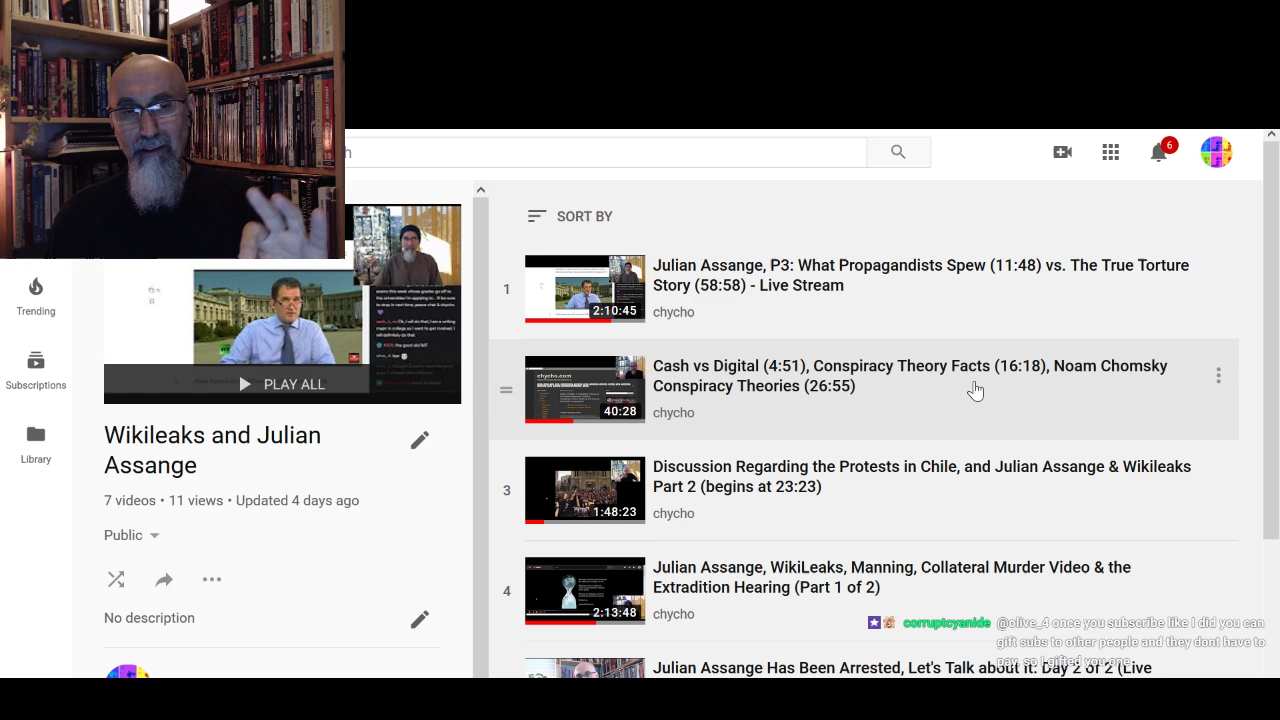 h
6
SORT BY
Trending
Subscriptions
Library
PLAY ALL
Wikileaks and Julian
Assange
7 videos • 11 views • Updated 4 days ago
Public
No description
1
2:10:45
Julian Assange, P3: What Propagandists Spew (11:48) vs. The True Torture
Story (58:58) - Live Stream
chycho
chycho.com
40:28
Cash vs Digital (4:51), Conspiracy Theory Facts (16:18), Noam Chomsky
Conspiracy Theories (26:55)
chycho
3
1:48:23
Discussion Regarding the Protests in Chile, and Julian Assange & Wikileaks
Part 2 (begins at 23:23)
chycho
4
2:13:48
Julian Assange, WikiLeaks, Manning, Collateral Murder Video & the
Extradition Hearing (Part 1 of 2)
chycho
corruptcyanide @olive_4 once you subscribe like I did you can
gift subs to other people and they dont have to
pay, so I gifted you one
Julian Assange Has Been Arrested, Let's Talk about it: Day 2 of 2 (Live